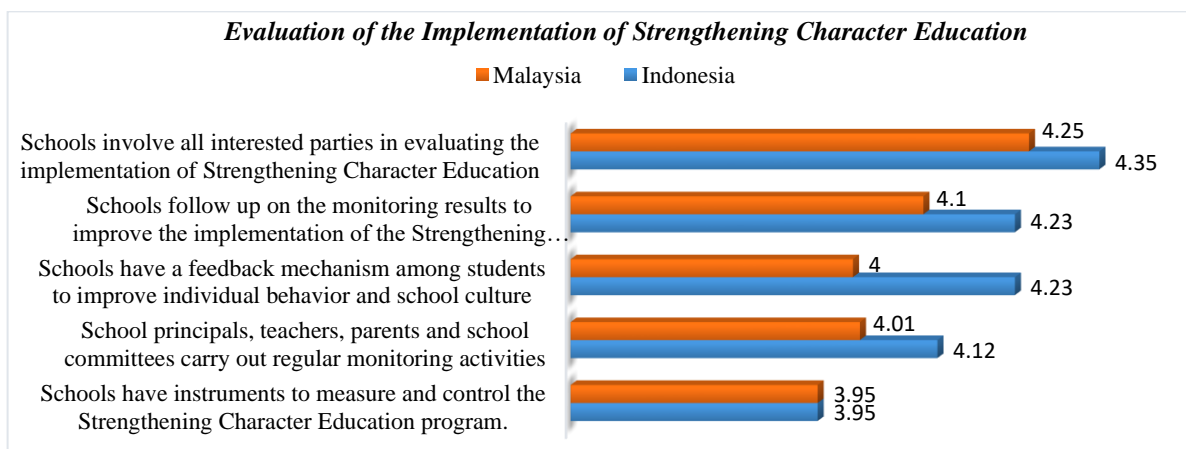 Evaluation of the Implementation of Strengthening Character Education
Malaysia Indonesia
Schools involve all interested parties in evaluating the
implementation of Strengthening Character Education
4.25
4.35
Schools follow up on the monitoring results to
improve the implementation of the Strengthening…
4.1
4.23
Schools have a feedback mechanism among students
to improve individual behavior and school culture
4
4.23
School principals, teachers, parents and school
committees carry out regular monitoring activities
4.01
4.12
Schools have instruments to measure and control the
Strengthening Character Education program.
3.95
3.95